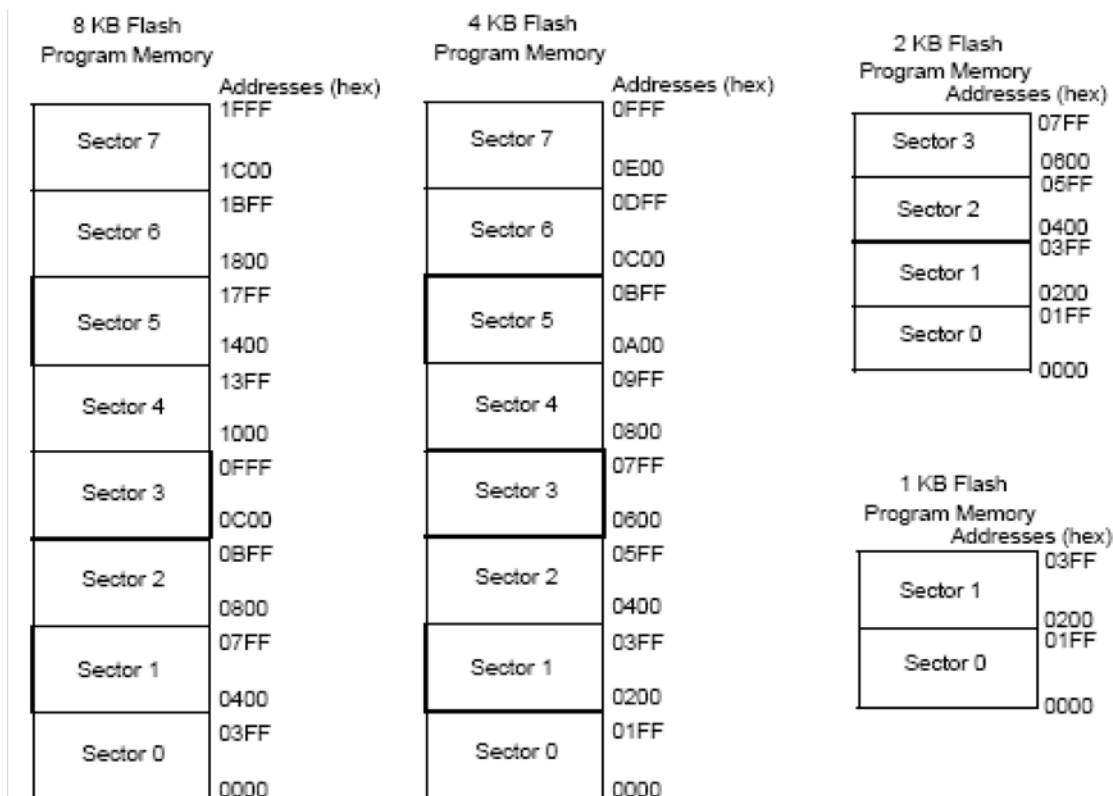 8 KB Flash
Program Memory
Addresses (hex)
1FFF
Sector 7
1C00
1BFF
Sector 6
1800
17FF
Sector 5
1400
13FF
Sector 4
1000
0FFF
Sector 3
0C00
0BFF
Sector 2
0800
07FF
Sector 1
0400
03FF
Sector 0
0000
4 KB Flash
Program Memory
Addresses (hex)
0FFF
Sector 7
0E00
0DFF
Sector 6
0C00
0BFF
Sector 5
0A00
09FF
Sector 4
0800
07FF
Sector 3
0600
05FF
Sector 2
0400
03FF
Sector 1
0200
01FF
Sector 0
0000
2 KB Flash
Program Memory
Addresses (hex)
07FF
Sector 3
0600
05FF
Sector 2
0400
03FF
Sector 1
0200
01FF
Sector 0
0000
1 KB Flash
Program Memory
Addresses (hex)
03FF
Sector 1
0200
01FF
Sector 0
0000